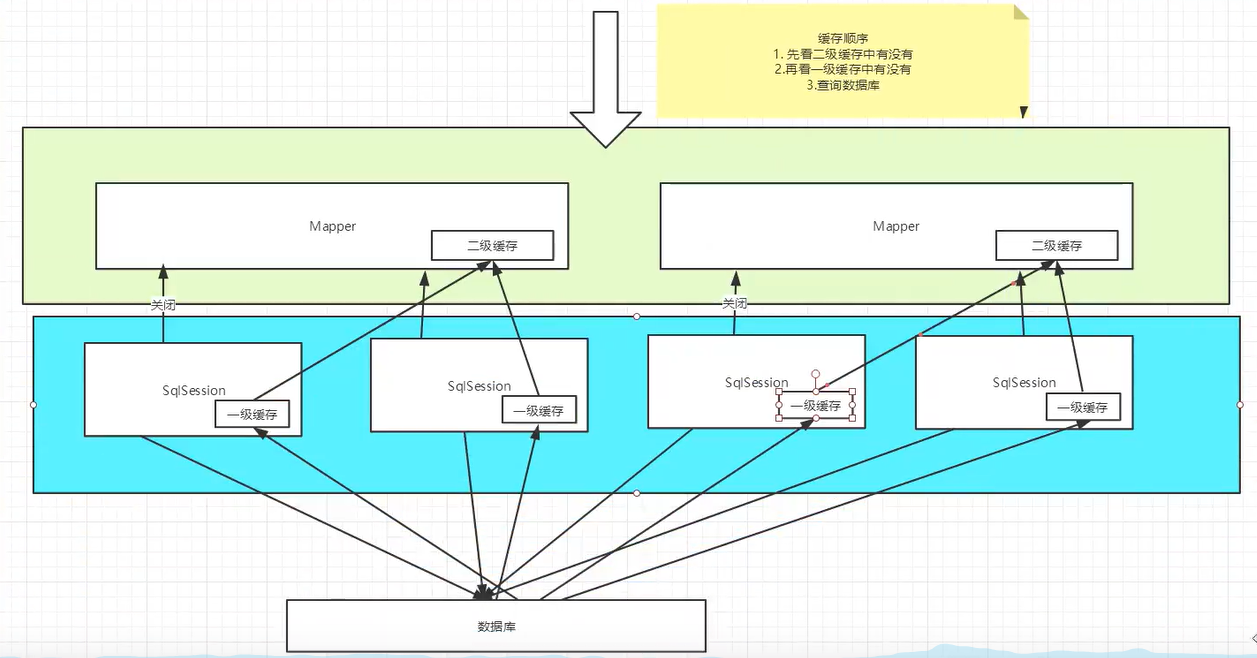 缓存顺序
1. 先看二级缓存中有没有
2.再看一级缓存中有没有
3.查询数据库
Mapper
二级缓存
Mapper
二级缓存
关闭
关闭
SqlSession
一级缓存
SqlSession
一级缓存
SqlSession
一级缓存
SqlSession
一级缓存
数据库